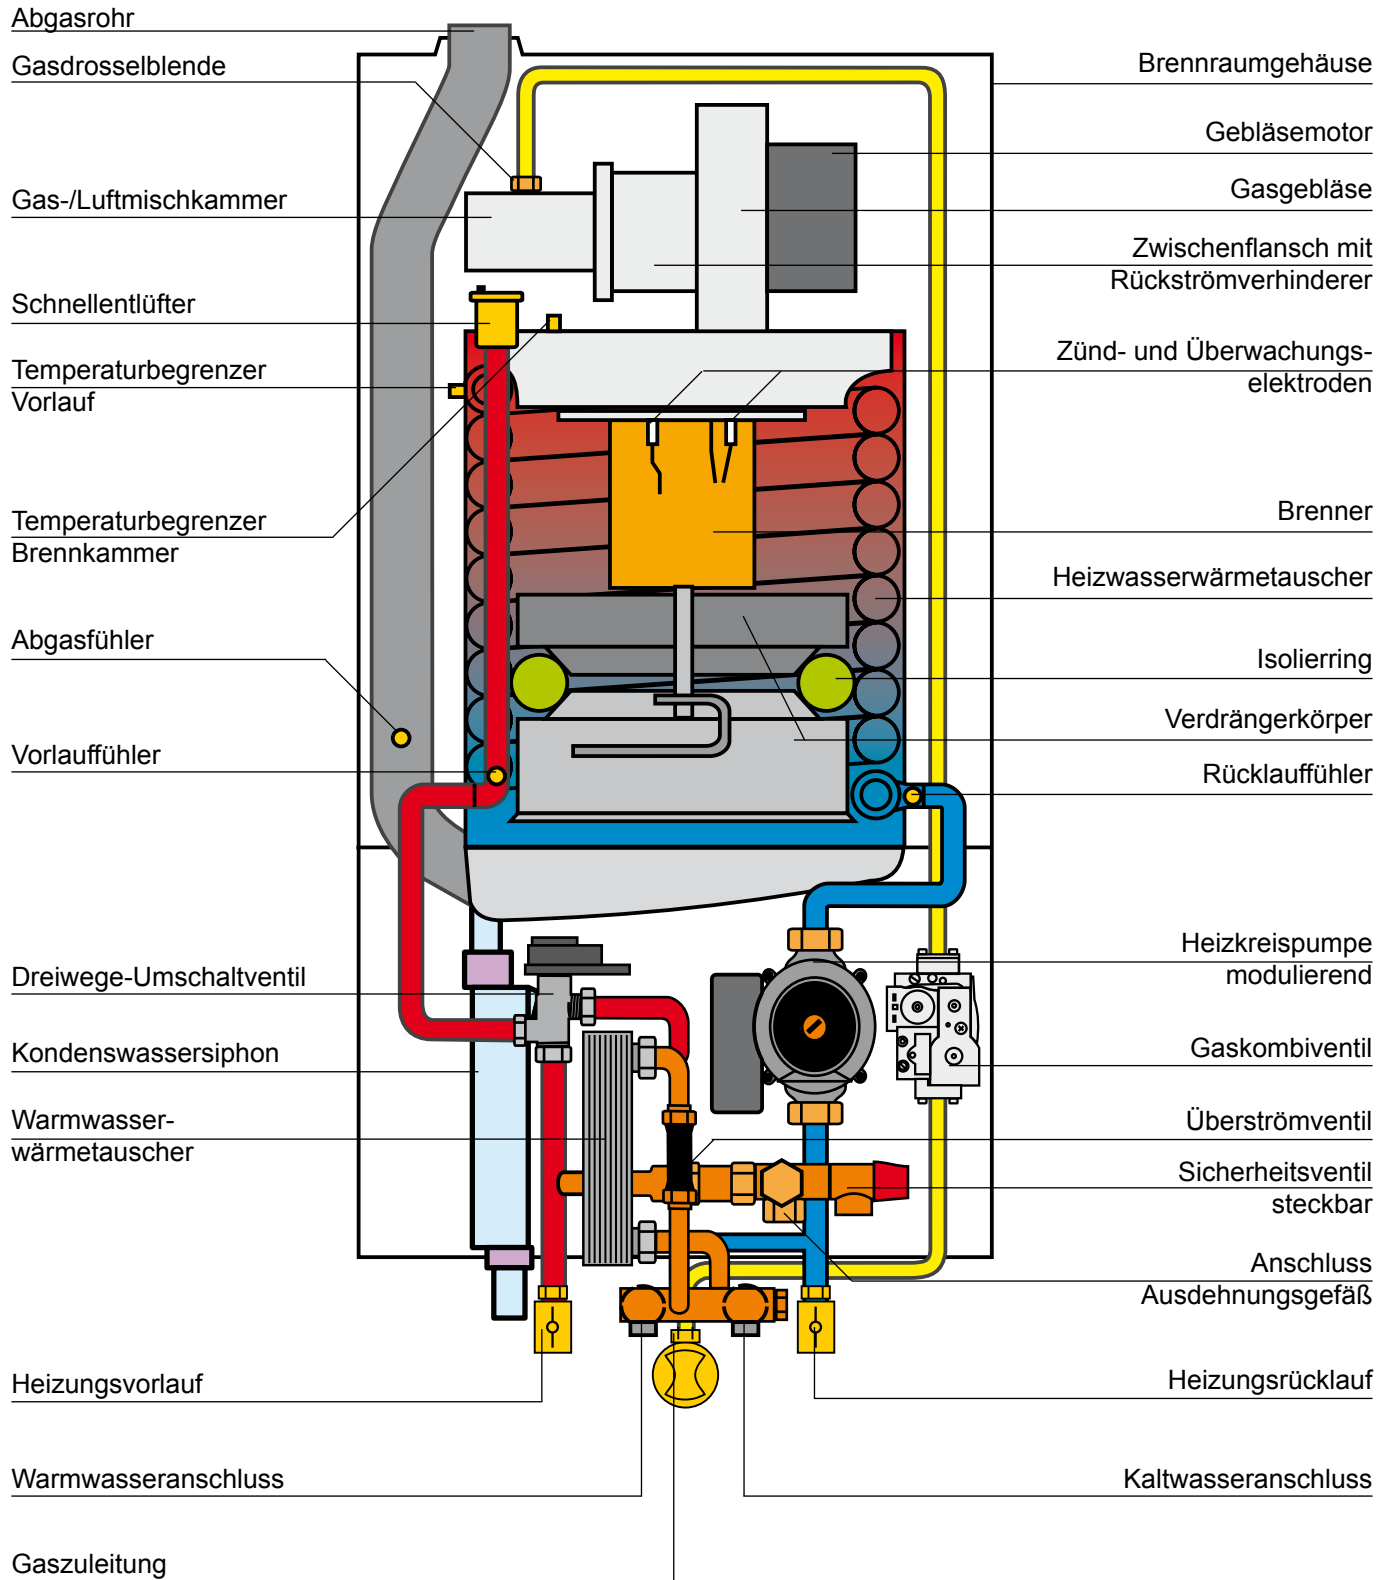 Abgasrohr
Gasdrosselblende
Gas-/Luftmischkammer
Schnellentlüfter
Temperaturbegrenzer
Vorlauf
Temperaturbegrenzer
Brennkammer
Abgasfühler
Vorlauffühler
Dreiwege-Umschaltventil
Kondenswassersiphon
Warmwasser-
wärmetauscher
Heizungsvorlauf
Warmwasseranschluss
Gaszuleitung
Brennraumgehäuse
Gebläsemotor
Gasgebläse
Zwischenflansch mit
Rückströmverhinderer
Zünd- und Überwachungs-
elektroden
Brenner
Heizwasserwärmetauscher
Isolierring
Verdrängerkörper
Rücklauffühler
Heizkreispumpe
modulierend
Gaskombiventil
Überströmventil
Sicherheitsventil
steckbar
Anschluss
Ausdehnungsgefäß
Heizungsrücklauf
Kaltwasseranschluss